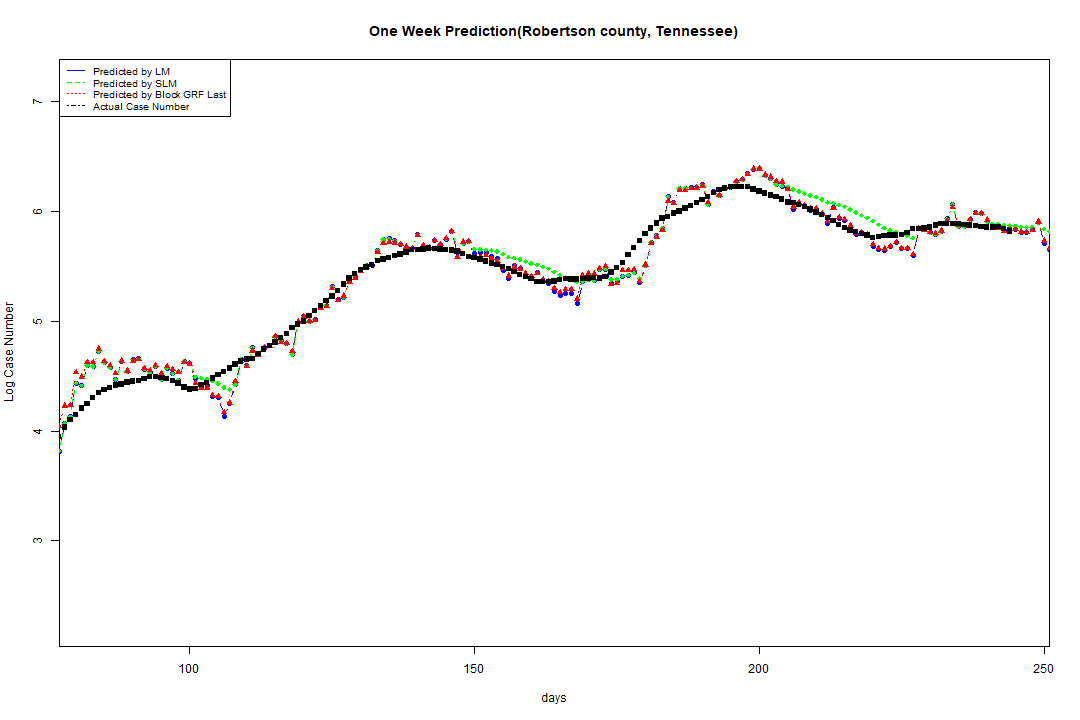 One Week Prediction(Robertson county, Tennessee)
Predicted by LM
Predicted by SLM
Predicted by Block GRF Last
Actual Case Number
7
6
5
4
3
Log Case Number
100 150 200 250
days